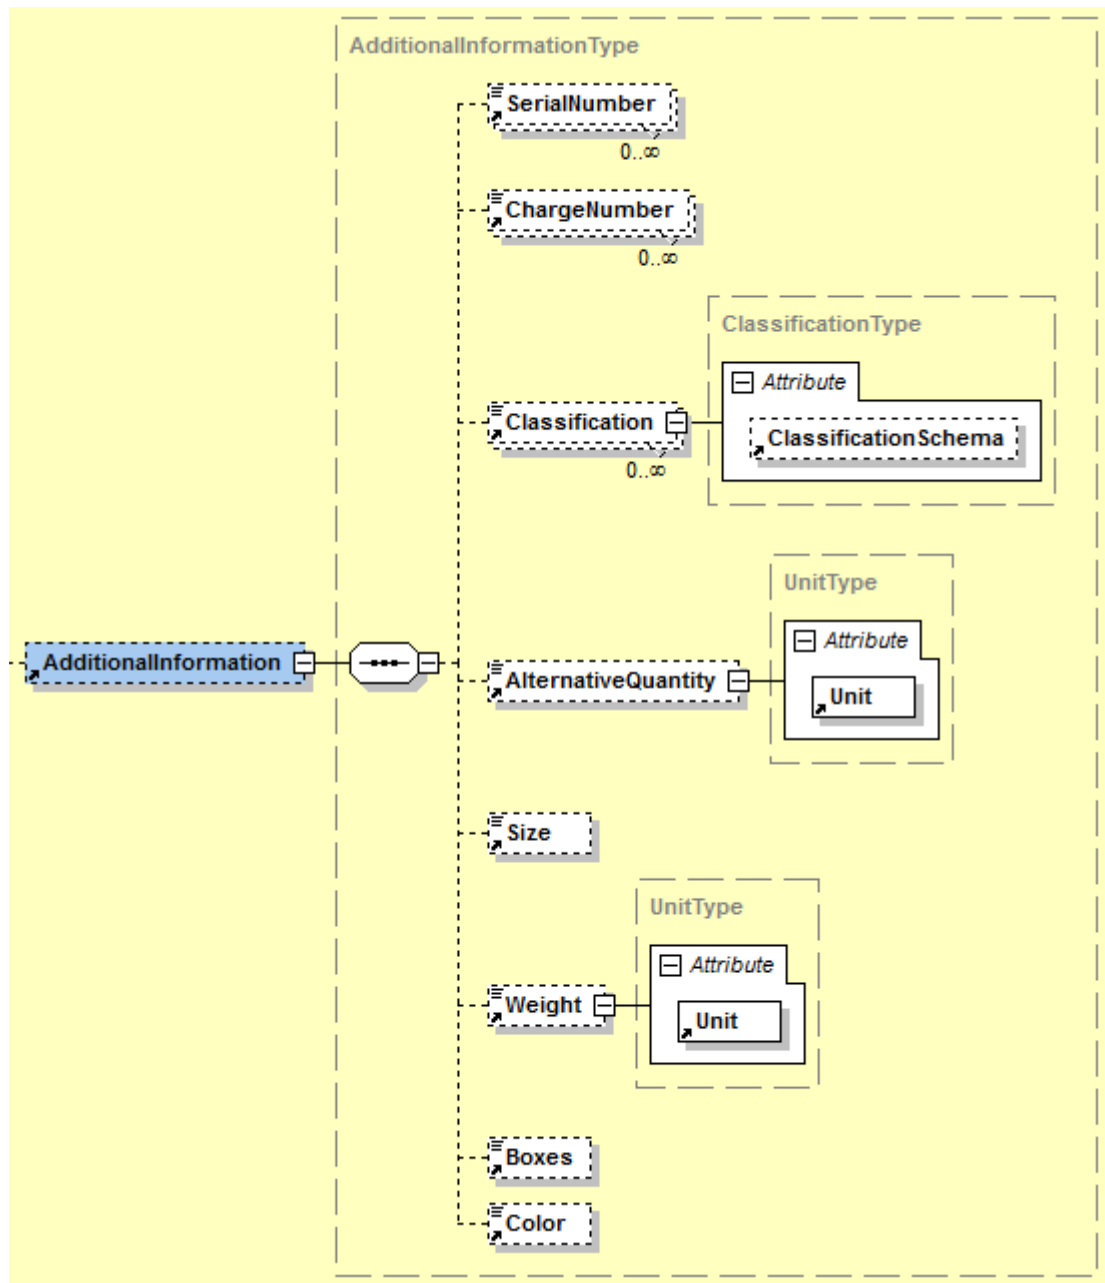 AdditionalInformationType
SerialNumber
0..∞
ChargeNumber
0..∞
ClassificationType
Attribute
Classification
ClassificationSchema
0..∞
UnitType
Attribute
AdditionalInformation
AlternativeQuantity
Unit
Size
UnitType
Attribute
Weight
Unit
Boxes
Color